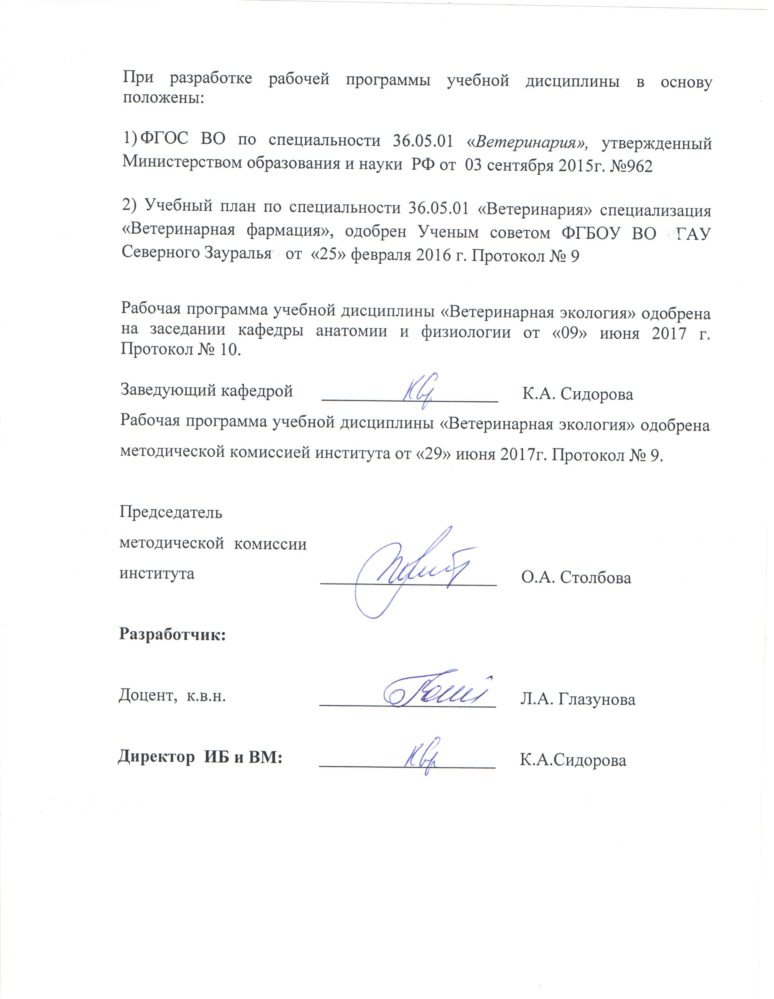 При разработке рабочей программы учебной дисциплины в основу
положены:
1) ФГОС ВО по специальности 36.05.01 «Ветеринария», утвержденный
Министерством образования и науки РФ от 03 сентября 2015г. №962
2) Учебный план по специальности 36.05.01 «Ветеринария» специализация
«Ветеринарная фармация», одобрен Ученым советом ФГБОУ ВО ГАУ
Северного Зауралья от «25» февраля 2016 г. Протокол № 9
Рабочая программа учебной дисциплины «Ветеринарная экология» одобрена
на заседании кафедры анатомии и физиологии от «09» июня 2017 г.
Протокол № 10.
Заведующий кафедрой К.А. Сидорова
Рабочая программа учебной дисциплины «Ветеринарная экология» одобрена
методической комиссией института от «29» июня 2017г. Протокол № 9.
Председатель
методической комиссии
института О.А. Столбова
Разработчик:
Доцент, к.в.н. Л.А. Глазунова
Директор ИБ и ВМ: К.А.Сидорова